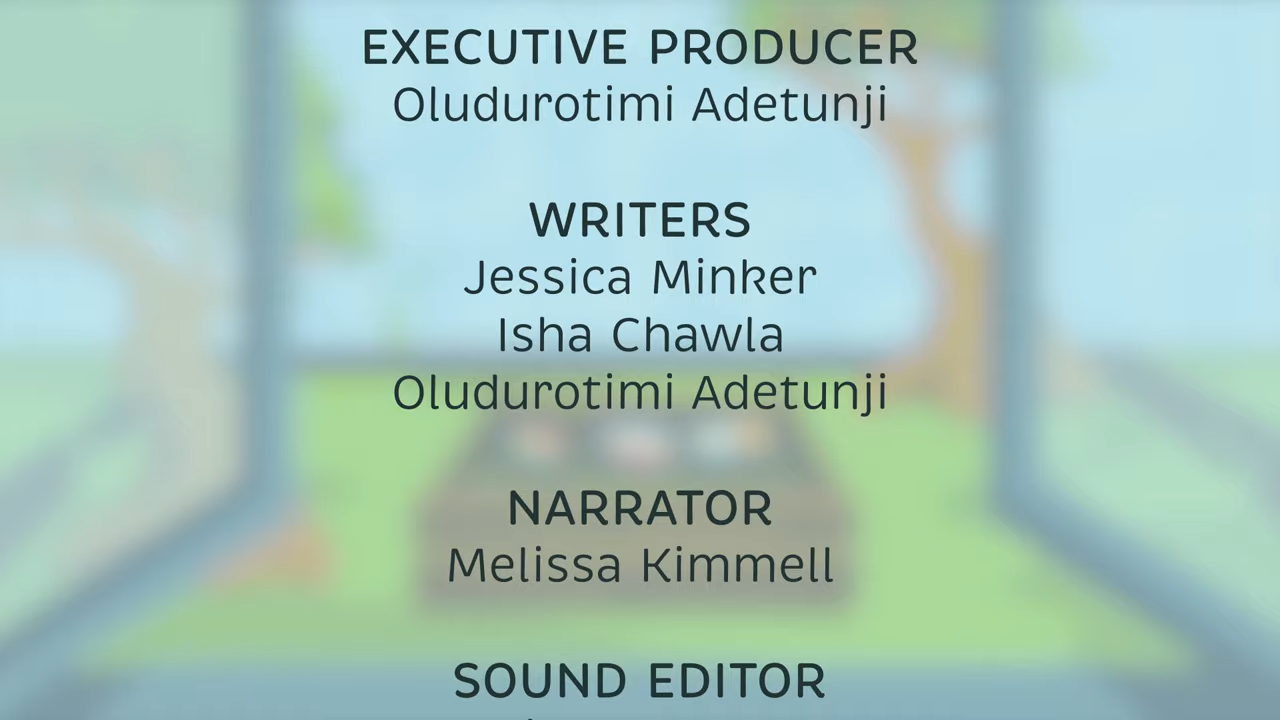 EXECUTIVE PRODUCER
Oludurotimi Adetunji
WRITERS
Jessica Minker
Isha Chawla
Oludurotimi Adetunji
NARRATOR
Melissa Kimmell
SOUND EDITOR